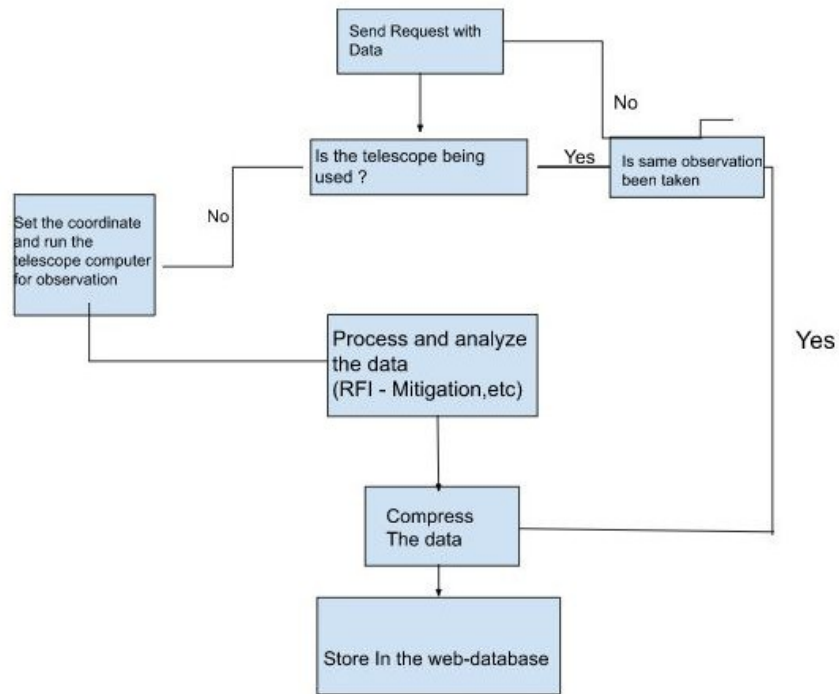 Send Request with
Data
No
Is the telescope being
used ?
Yes
Is same observation
been taken
No
Set the coordinate
and run the
telescope computer
for observation
Process and analyze
the data
(RFI - Mitigation,etc)
Yes
Compress
The data
Store In the web-database